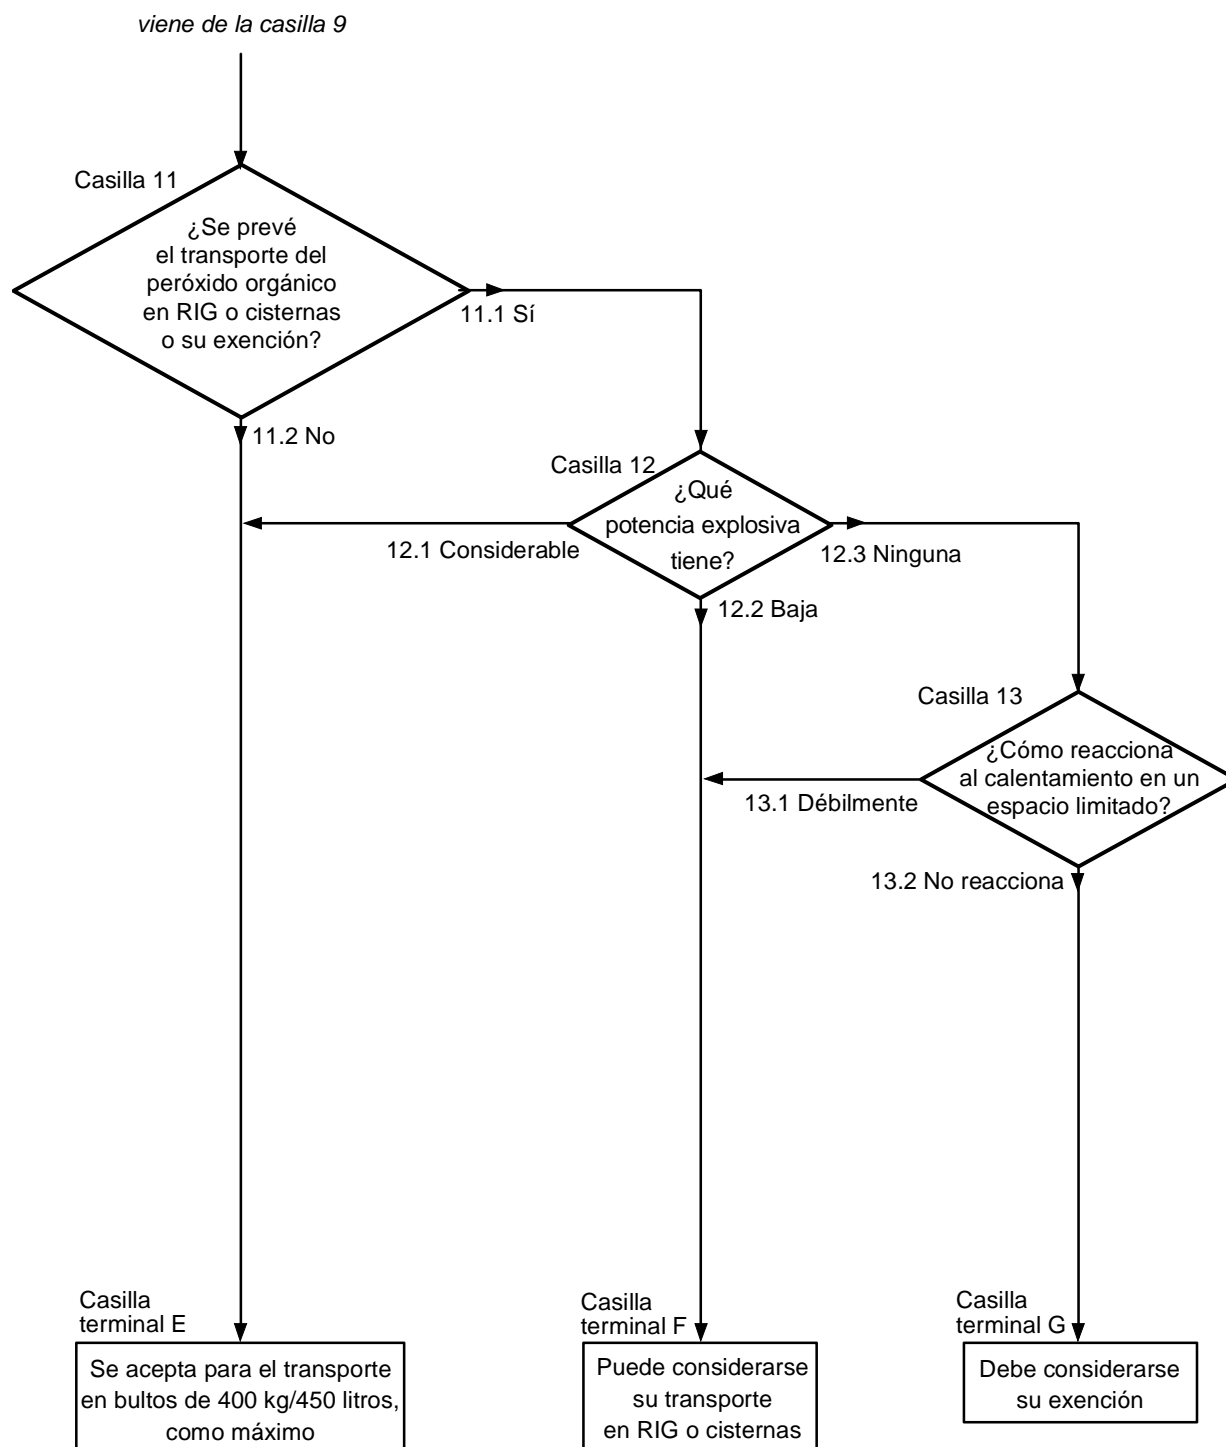 viene de la casilla 9
Casilla 11
¿Se prevé
el transporte del
peróxido orgánico
en RIG o cisternas
o su exención?
11.1 Sí
11.2 No
Casilla 12
¿Qué
potencia explosiva
tiene?
12.1 Considerable
12.3 Ninguna
12.2 Baja
Casilla 13
¿Cómo reacciona
al calentamiento en un
espacio limitado?
13.1 Débilmente
13.2 No reacciona
Casilla
terminal E
Se acepta para el transporte
en bultos de 400 kg/450 litros,
como máximo
Casilla
terminal F
Puede considerarse
su transporte
en RIG o cisternas
Casilla
terminal G
Debe considerarse
su exención